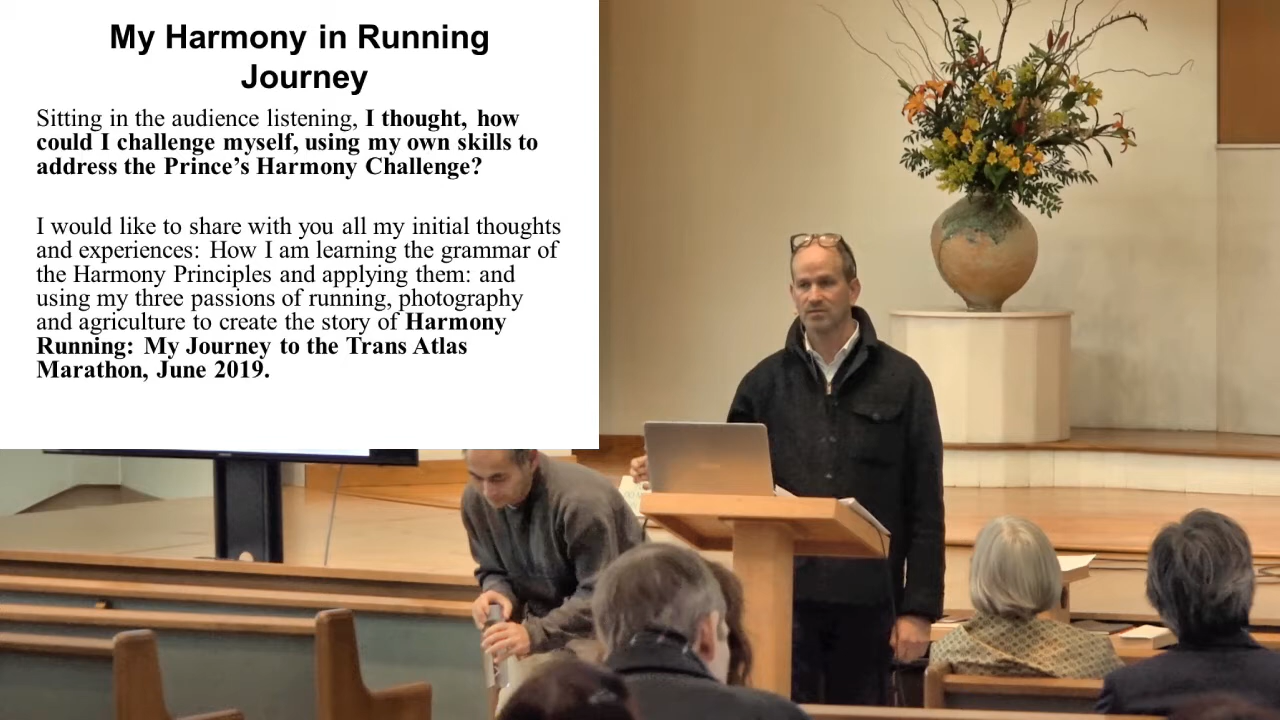 My Harmony in Running
Journey
Sitting in the audience listening, I thought, how
could I challenge myself, using my own skills to
address the Prince’s Harmony Challenge?
I would like to share with you all my initial thoughts
and experiences: How I am learning the grammar of
the Harmony Principles and applying them: and
using my three passions of running, photography
and agriculture to create the story of Harmony
Running: My Journey to the Trans Atlas
Marathon, June 2019.